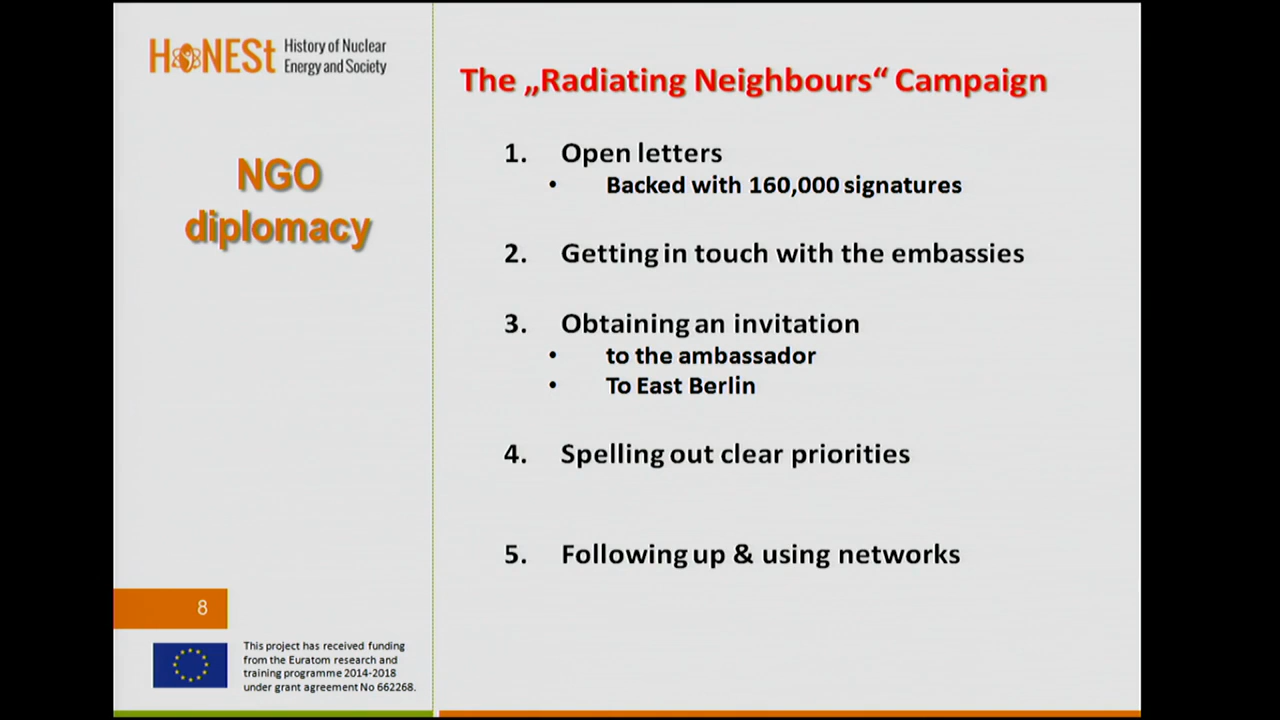 HoNESt
History of Nuclear
Energy and Society
NGO
diplomacy
The „Radiating Neighbours“ Campaign
1. Open letters
• Backed with 160,000 signatures
2. Getting in touch with the embassies
3. Obtaining an invitation
• to the ambassador
• To East Berlin
4. Spelling out clear priorities
5. Following up & using networks
8
This project has received funding
from the Euratom research and
training programme 2014-2018
under grant agreement No 662268.